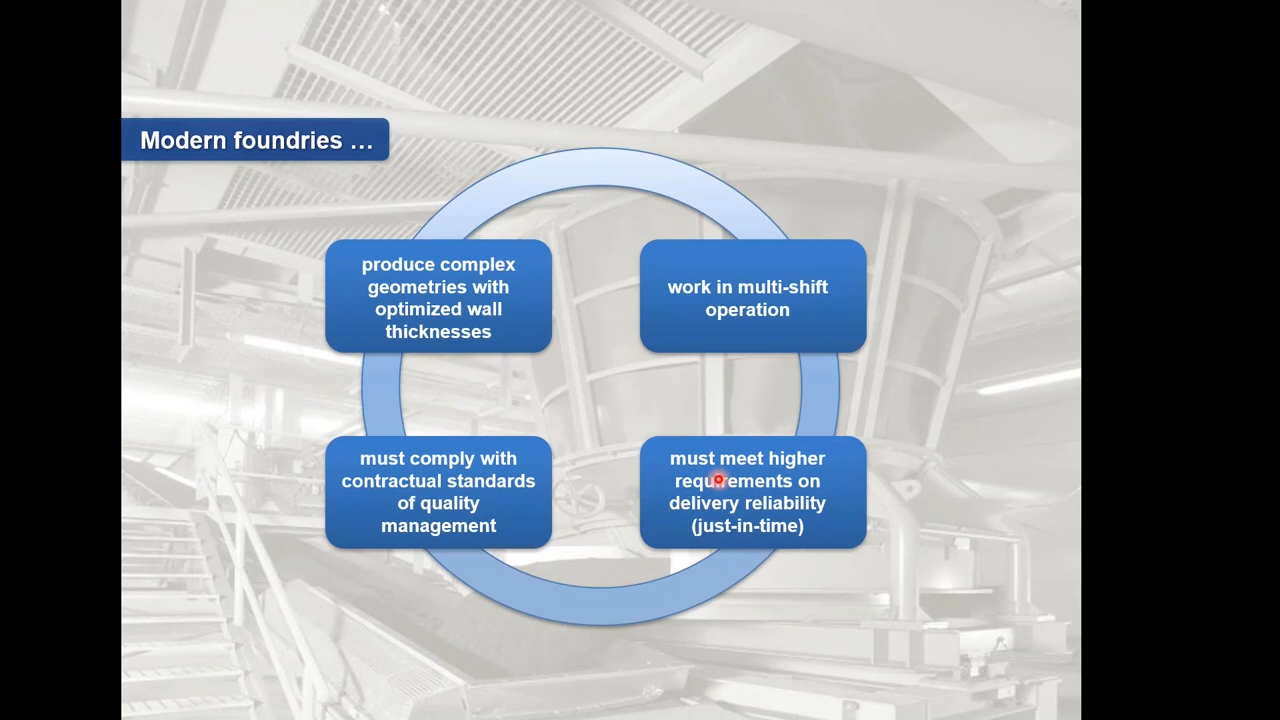 Modern foundries …
produce complex
geometries with
optimized wall
thicknesses
work in multi-shift
operation
must comply with
contractual standards
of quality
management
must meet higher
requirements on
delivery reliability
(just-in-time)